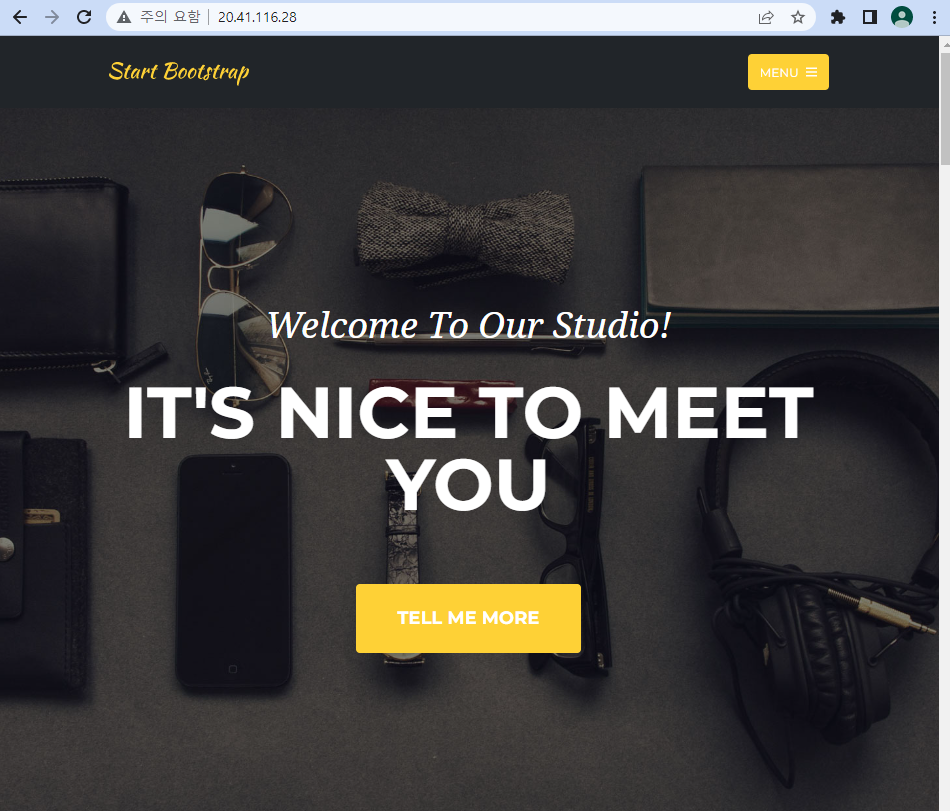 주의 요함 | 20.41.116.28
Start Bootstrap
MENU
Welcome To Our Studio!
IT'S NICE TO MEET
YOU
TELL ME MORE